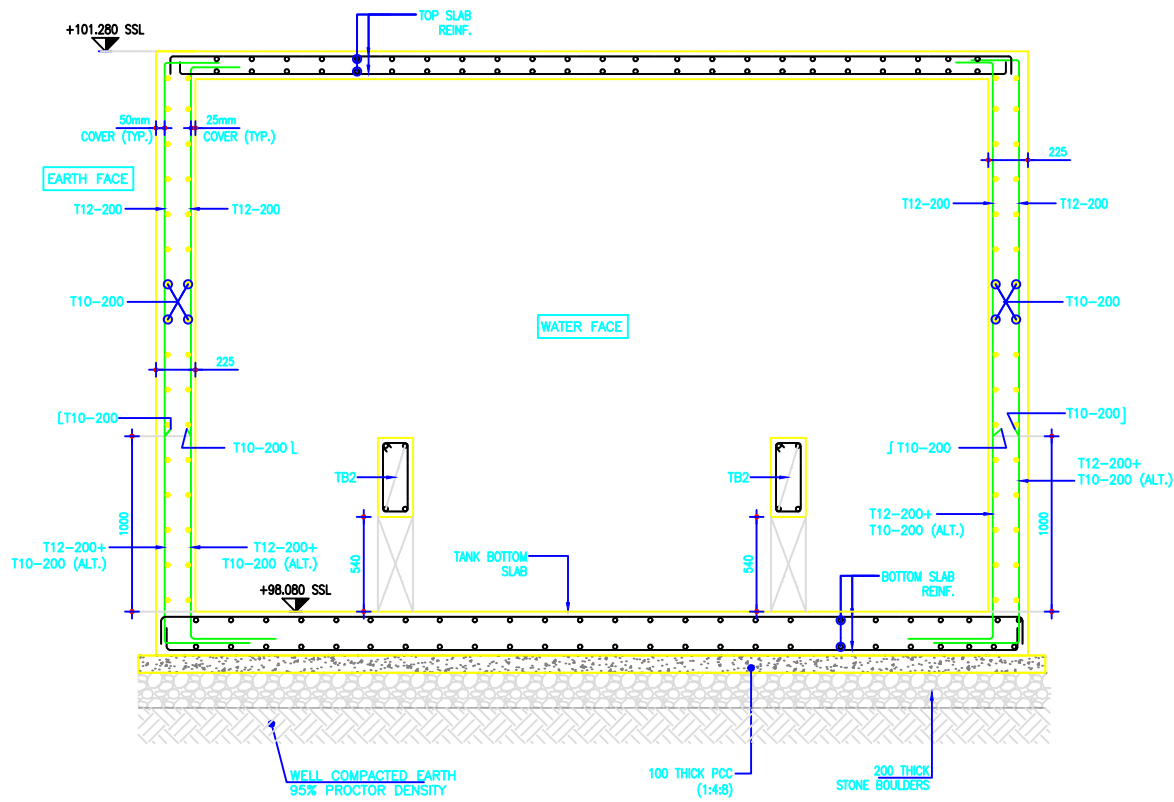 TOP SLAB
REINF.
+101.280 SSL
50mm
COVER (TYP.)
25mm
COVER (TYP.)
225
EARTH FACE
T12-200
T12-200
T12-200
T12-200
T10-200
T10-200
WATER FACE
225
[T10-200
T10-200 [
T10-200]
] T10-200
TB2
TB2
T12-200+
T10-200 (ALT.)
T12-200+
T10-200 (ALT.)
1000
1000
T12-200+
T10-200 (ALT.)
T12-200+
T10-200 (ALT.)
540
540
TANK BOTTOM
SLAB
+98.080 SSL
BOTTOM SLAB
REINF.
WELL COMPACTED EARTH
95% PROCTOR DENSITY
100 THICK PCC
(1:4:8)
200 THICK
STONE BOULDERS